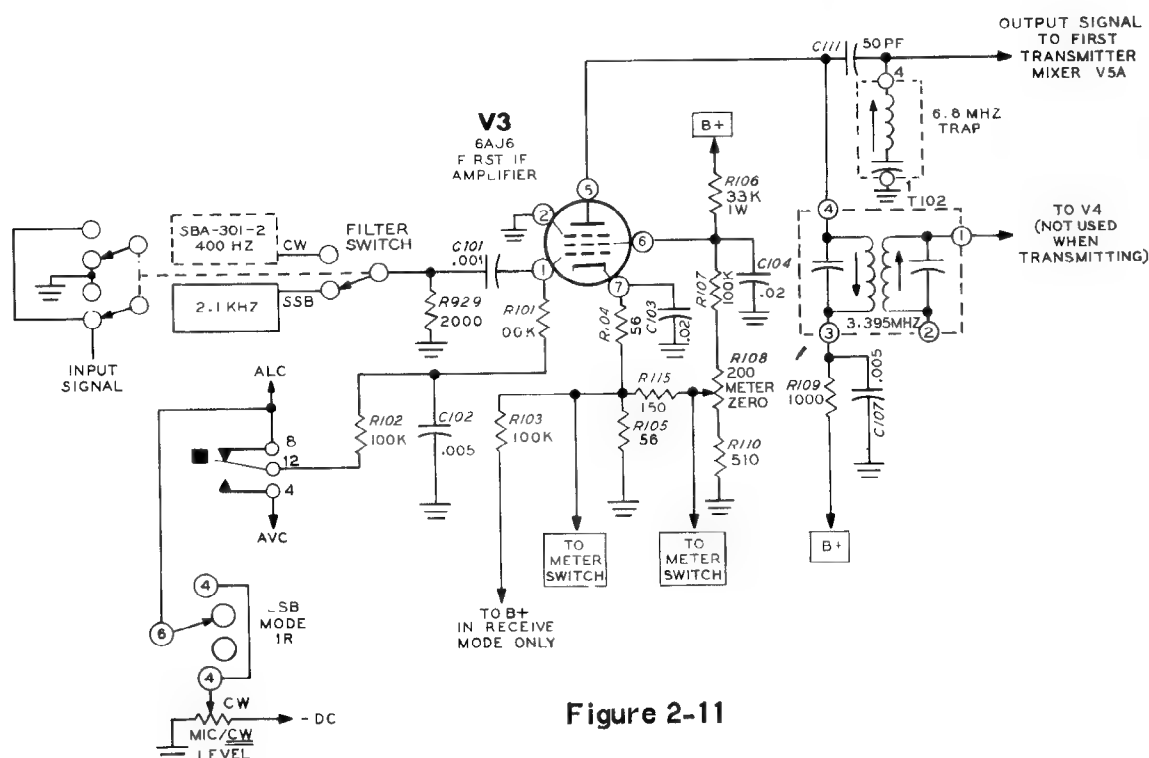 OUTPUT SIGNAL
TO FIRST
TRANSMITTER
MIXER V5A
C111
50 PF
4
6.8 MHZ
TRAP
1
T102
V3
6AJ6
F RST IF
AMPLIFIER
B+
R106
33K
1W
5
2
6
1
7
SBA-301-2
400 HZ
CW
FILTER
SWITCH
2.1 KHZ
SSB
C101
.001
R929
2000
R101
00K
R104
56
C103
.02
R107
100K
C104
.02
4
1
TO V4
(NOT USED
WHEN
TRANSMITTING)
3
3.395MHZ
2
INPUT
SIGNAL
ALC
8
12
4
AVC
R102
100K
C102
.005
R103
100K
R115
150
R105
56
R108
200
METER
ZERO
R110
510
R109
1000
.005
C107
TO
METER
SWITCH
TO
METER
SWITCH
B+
TO B+
IN RECEIVE
MODE ONLY
4
SB
MODE
1R
6
4
CW
- DC
MIC/CW
LEVEL
Figure 2-11